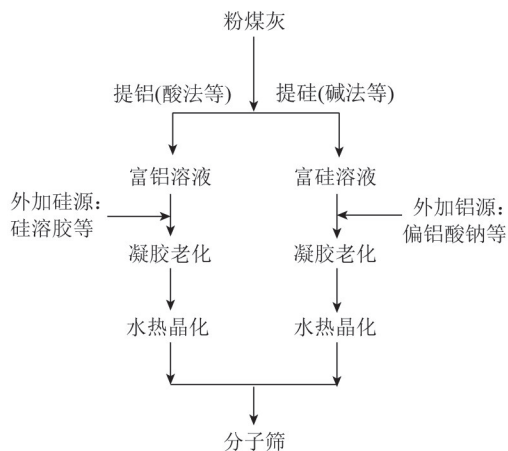 粉煤灰
提铝(酸法等)
提硅(碱法等)
富铝溶液
富硅溶液
外加硅源：
硅溶胶等
外加铝源：
偏铝酸钠等
凝胶老化
凝胶老化
水热晶化
水热晶化
分子筛